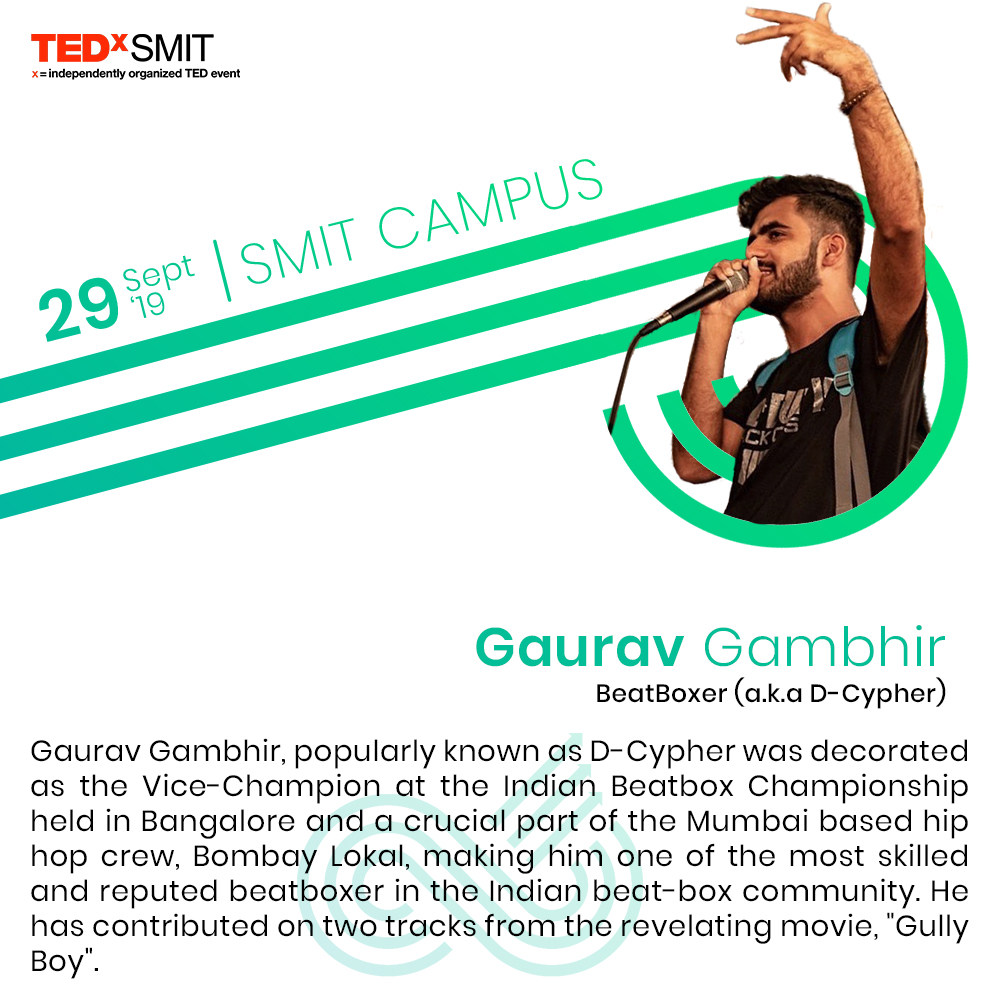 TEDxSMIT
x = independently organized TED event
29 Sept '19 | SMIT CAMPUS
Gaurav Gambhir
BeatBoxer (a.k.a D-Cypher)
Gaurav Gambhir, popularly known as D-Cypher was decorated
as the Vice-Champion at the Indian Beatbox Championship
held in Bangalore and a crucial part of the Mumbai based hip
hop crew, Bombay Lokal, making him one of the most skilled
and reputed beatboxer in the Indian beat-box community. He
has contributed on two tracks from the revelating movie, "Gully
Boy".